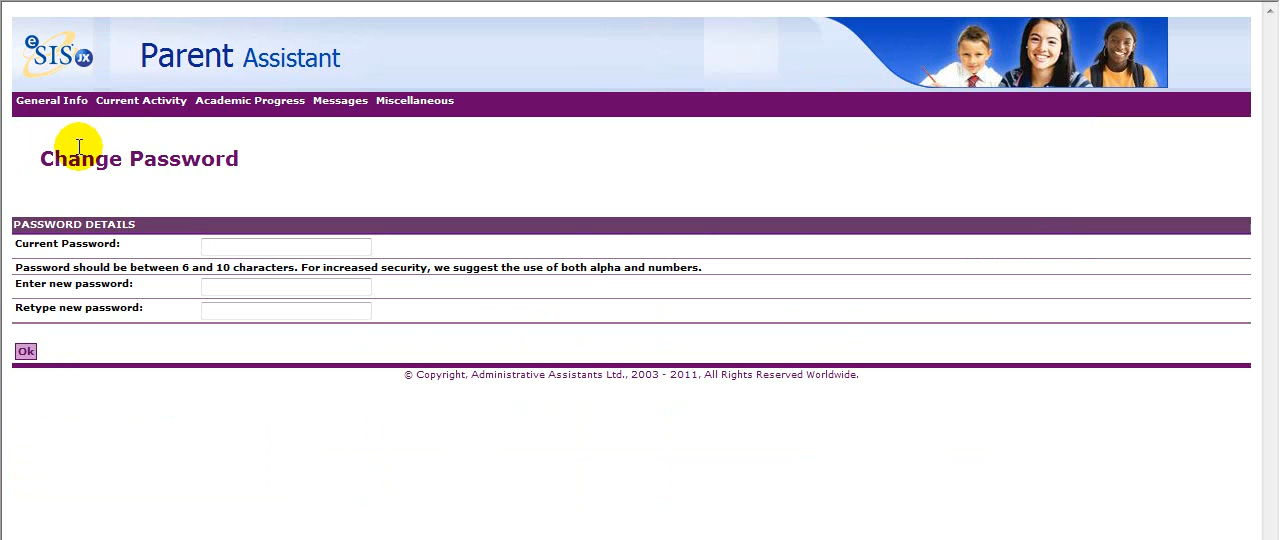 eSIS JX
Parent Assistant
General Info Current Activity Academic Progress Messages Miscellaneous
Change Password
PASSWORD DETAILS
Current Password:
Password should be between 6 and 10 characters. For increased security, we suggest the use of both alpha and numbers.
Enter new password:
Retype new password:
Ok
© Copyright, Administrative Assistants Ltd., 2003 - 2011, All Rights Reserved Worldwide.